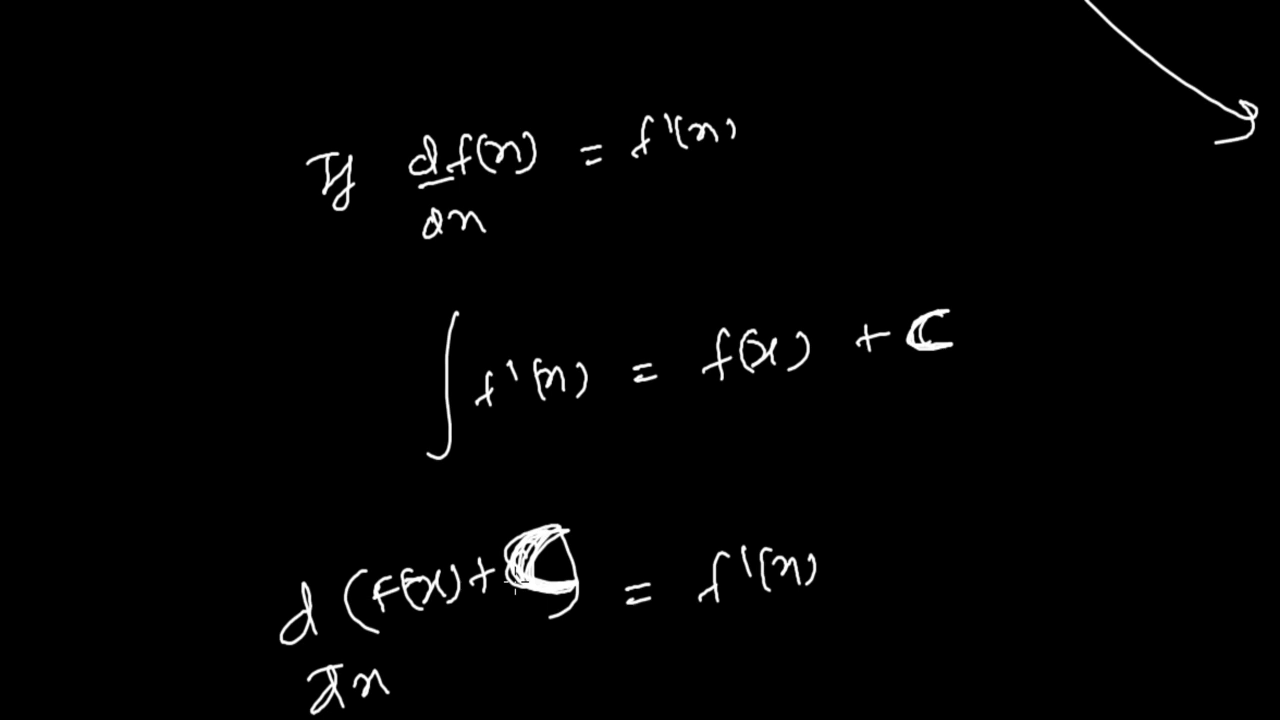 If d/dx f(x) = f'(x)
∫ f'(x) = f(x) + C
d/dx (f(x) + C) = f'(x)